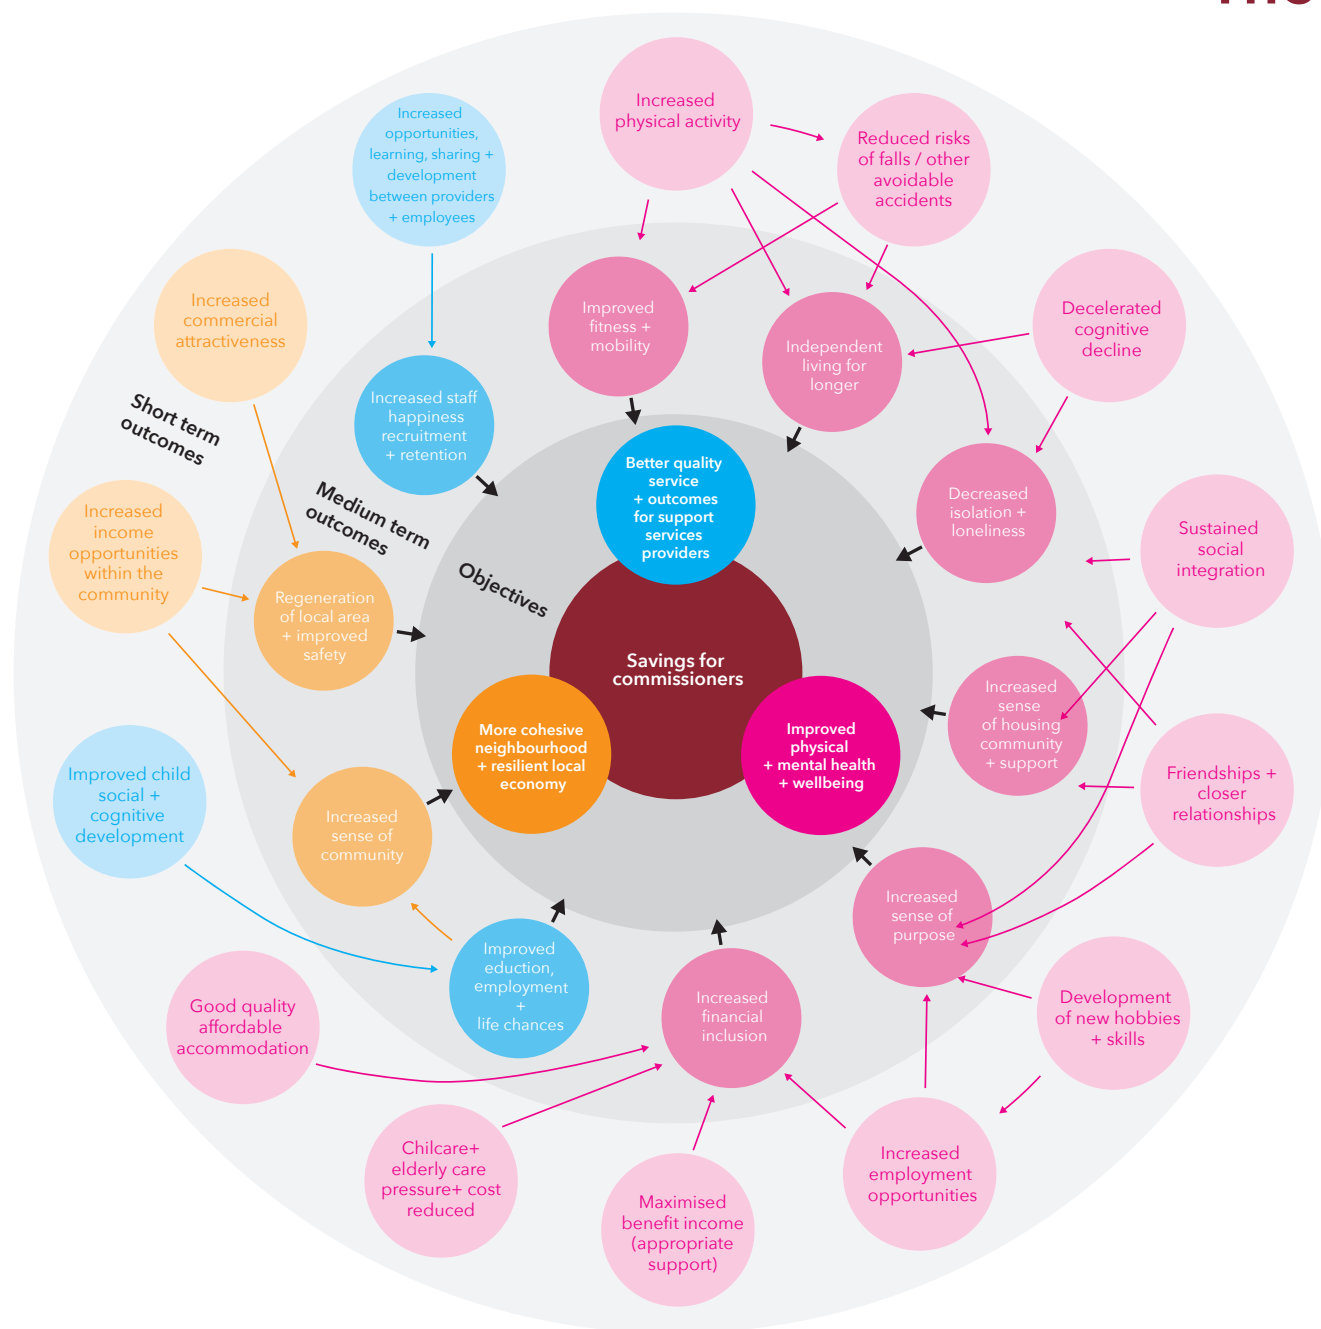 Increased
physical activity
Increased
opportunities,
learning, sharing +
development
between providers
+ employees
Reduced risks
of falls / other
avoidable
accidents
Increased
commercial
attractiveness
Improved
fitness +
mobility
Independent
living for
longer
Decelerated
cognitive
decline
Short term
outcomes
Increased staff
happiness
recruitment
+ retention
Medium term
outcomes
Better quality
service
+ outcomes
for support
services
providers
Decreased
isolation +
loneliness
Sustained
social
integration
Increased
income
opportunities
within the
community
Objectives
Regeneration
of local area
+ improved
safety
Savings for
commissioners
Increased
sense
of housing
community
+ support
More cohesive
neighbourhood
+ resilient local
economy
Improved
physical
+ mental health
+ wellbeing
Improved child
social +
cognitive
development
Friendships +
closer
relationships
Increased
sense of
community
Increased
sense of
purpose
Improved
eduction,
employment
+
life chances
Increased
financial
inclusion
Good quality
affordable
accommodation
Development
of new hobbies
+ skills
Chilcare+
elderly care
pressure+ cost
reduced
Maximised
benefit income
(appropriate
support)
Increased
employment
opportunities